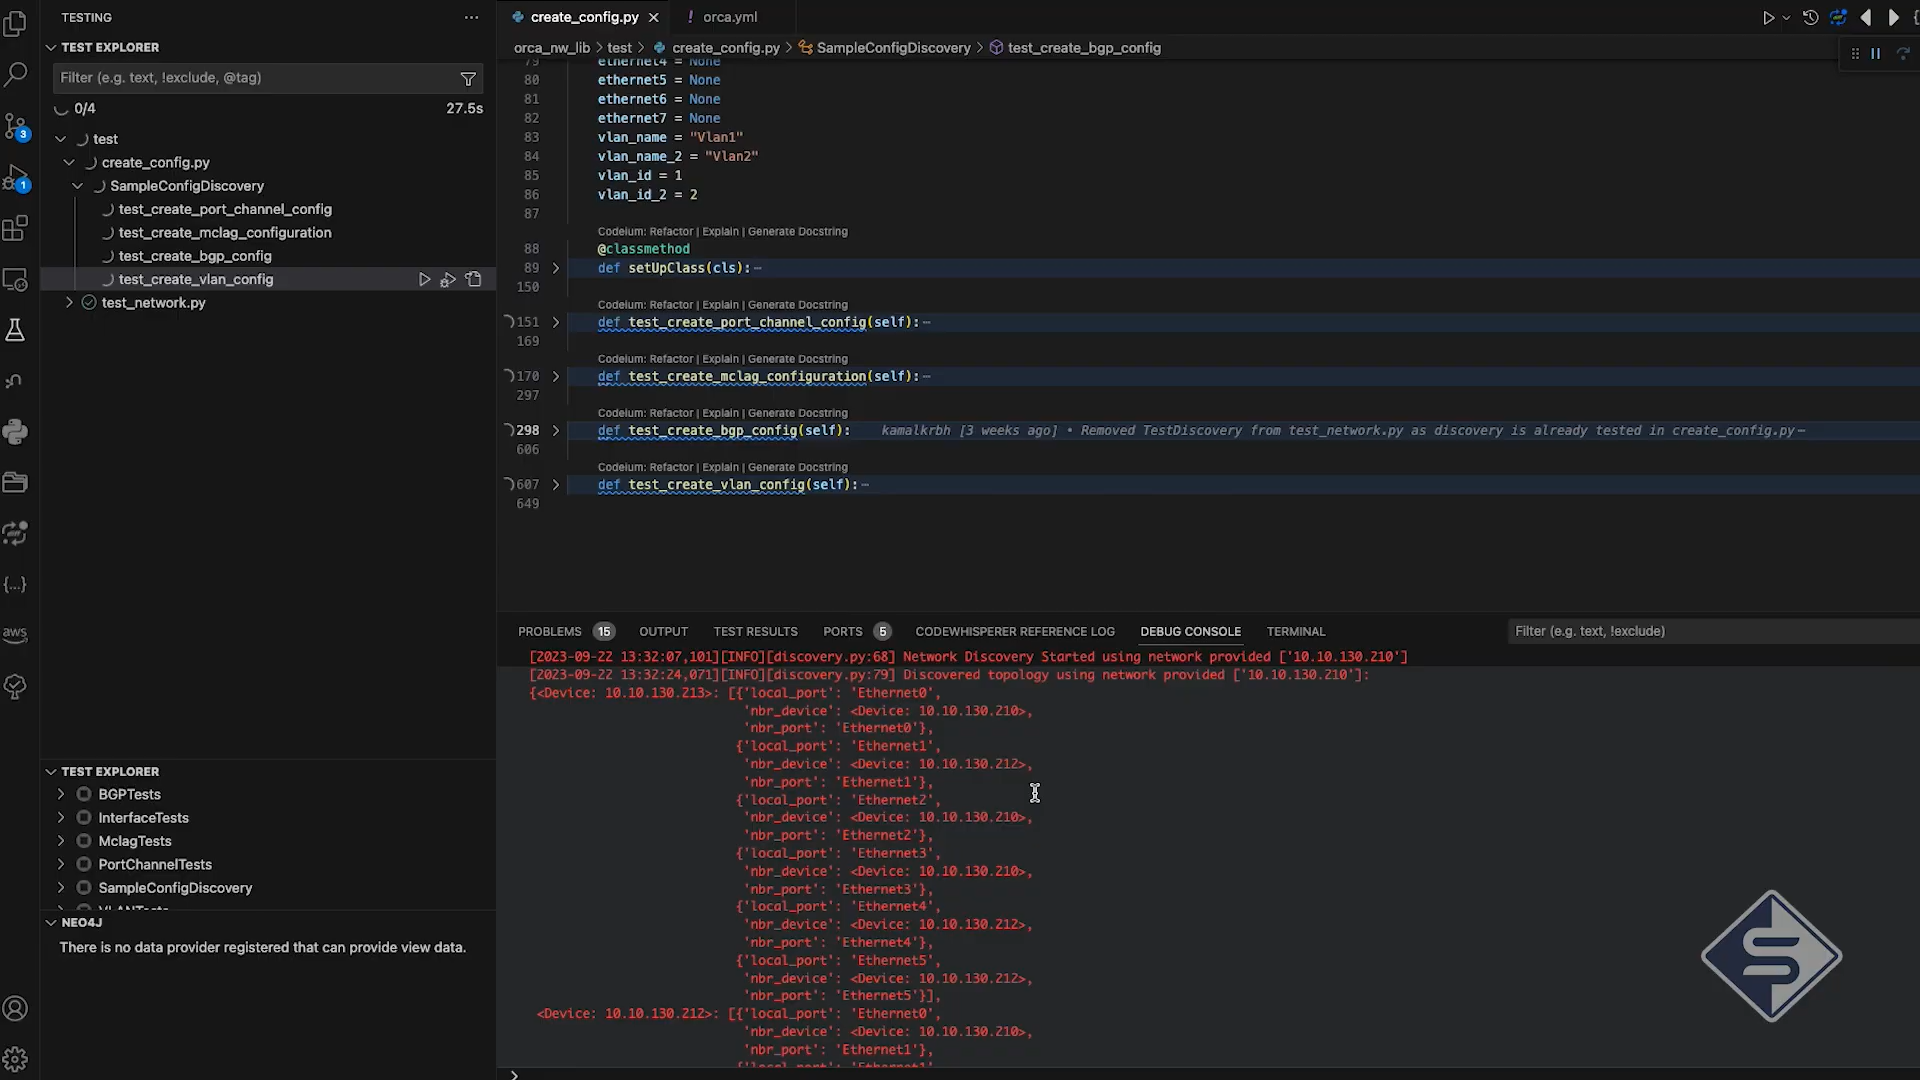 TESTING
TEST EXPLORER
Filter (e.g. text, !exclude, @tag)
0/4
27.5s
test
create_config.py
SampleConfigDiscovery
test_create_port_channel_config
test_create_mclag_configuration
test_create_bgp_config
test_create_vlan_config
test_network.py
3
1
aws
TEST EXPLORER
BGPTests
InterfaceTests
MclagTests
PortChannelTests
SampleConfigDiscovery
NEO4J
There is no data provider registered that can provide view data.
create_config.py
! orca.yml
orca_nw_lib > test > create_config.py > SampleConfigDiscovery > test_create_bgp_config
79 ethernet4 = None
80 ethernet5 = None
81 ethernet6 = None
82 ethernet7 = None
83 vlan_name = "Vlan1"
84 vlan_name_2 = "Vlan2"
85 vlan_id = 1
86 vlan_id_2 = 2
87
Codeium: Refactor | Explain | Generate Docstring
88 @classmethod
89 def setUpClass(cls):
150
Codeium: Refactor | Explain | Generate Docstring
151 def test_create_port_channel_config(self):
169
Codeium: Refactor | Explain | Generate Docstring
170 def test_create_mclag_configuration(self):
297
Codeium: Refactor | Explain | Generate Docstring
298 def test_create_bgp_config(self): kamalkrbh [3 weeks ago] • Removed TestDiscovery from test_network.py as discovery is already tested in create_config.py
606
Codeium: Refactor | Explain | Generate Docstring
607 def test_create_vlan_config(self):
649
PROBLEMS 15 OUTPUT TEST RESULTS PORTS 5 CODEWHISPERER REFERENCE LOG DEBUG CONSOLE TERMINAL
Filter (e.g. text, !exclude)
[2023-09-22 13:32:07,101][INFO][discovery.py:68] Network Discovery Started using network provided ['10.10.130.210']
[2023-09-22 13:32:24,071][INFO][discovery.py:79] Discovered topology using network provided ['10.10.130.210']:
{<Device: 10.10.130.213>: [{'local_port': 'Ethernet0',
'nbr_device': <Device: 10.10.130.210>,
'nbr_port': 'Ethernet0'},
{'local_port': 'Ethernet1',
'nbr_device': <Device: 10.10.130.212>,
'nbr_port': 'Ethernet1'},
{'local_port': 'Ethernet2',
'nbr_device': <Device: 10.10.130.210>,
'nbr_port': 'Ethernet2'},
{'local_port': 'Ethernet3',
'nbr_device': <Device: 10.10.130.210>,
'nbr_port': 'Ethernet3'},
{'local_port': 'Ethernet4',
'nbr_device': <Device: 10.10.130.212>,
'nbr_port': 'Ethernet4'},
{'local_port': 'Ethernet5',
'nbr_device': <Device: 10.10.130.212>,
'nbr_port': 'Ethernet5'}],
<Device: 10.10.130.212>: [{'local_port': 'Ethernet0',
'nbr_device': <Device: 10.10.130.210>,
'nbr_port': 'Ethernet1'},